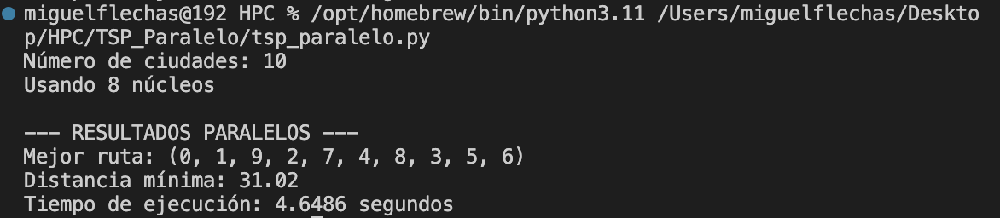 miguelflechas@192 HPC % /opt/homebrew/bin/python3.11 /Users/miguelflechas/Deskto
p/HPC/TSP_Paralelo/tsp_paralelo.py
Número de ciudades: 10
Usando 8 núcleos
--- RESULTADOS PARALELOS ---
Mejor ruta: (0, 1, 9, 2, 7, 4, 8, 3, 5, 6)
Distancia mínima: 31.02
Tiempo de ejecución: 4.6486 segundos